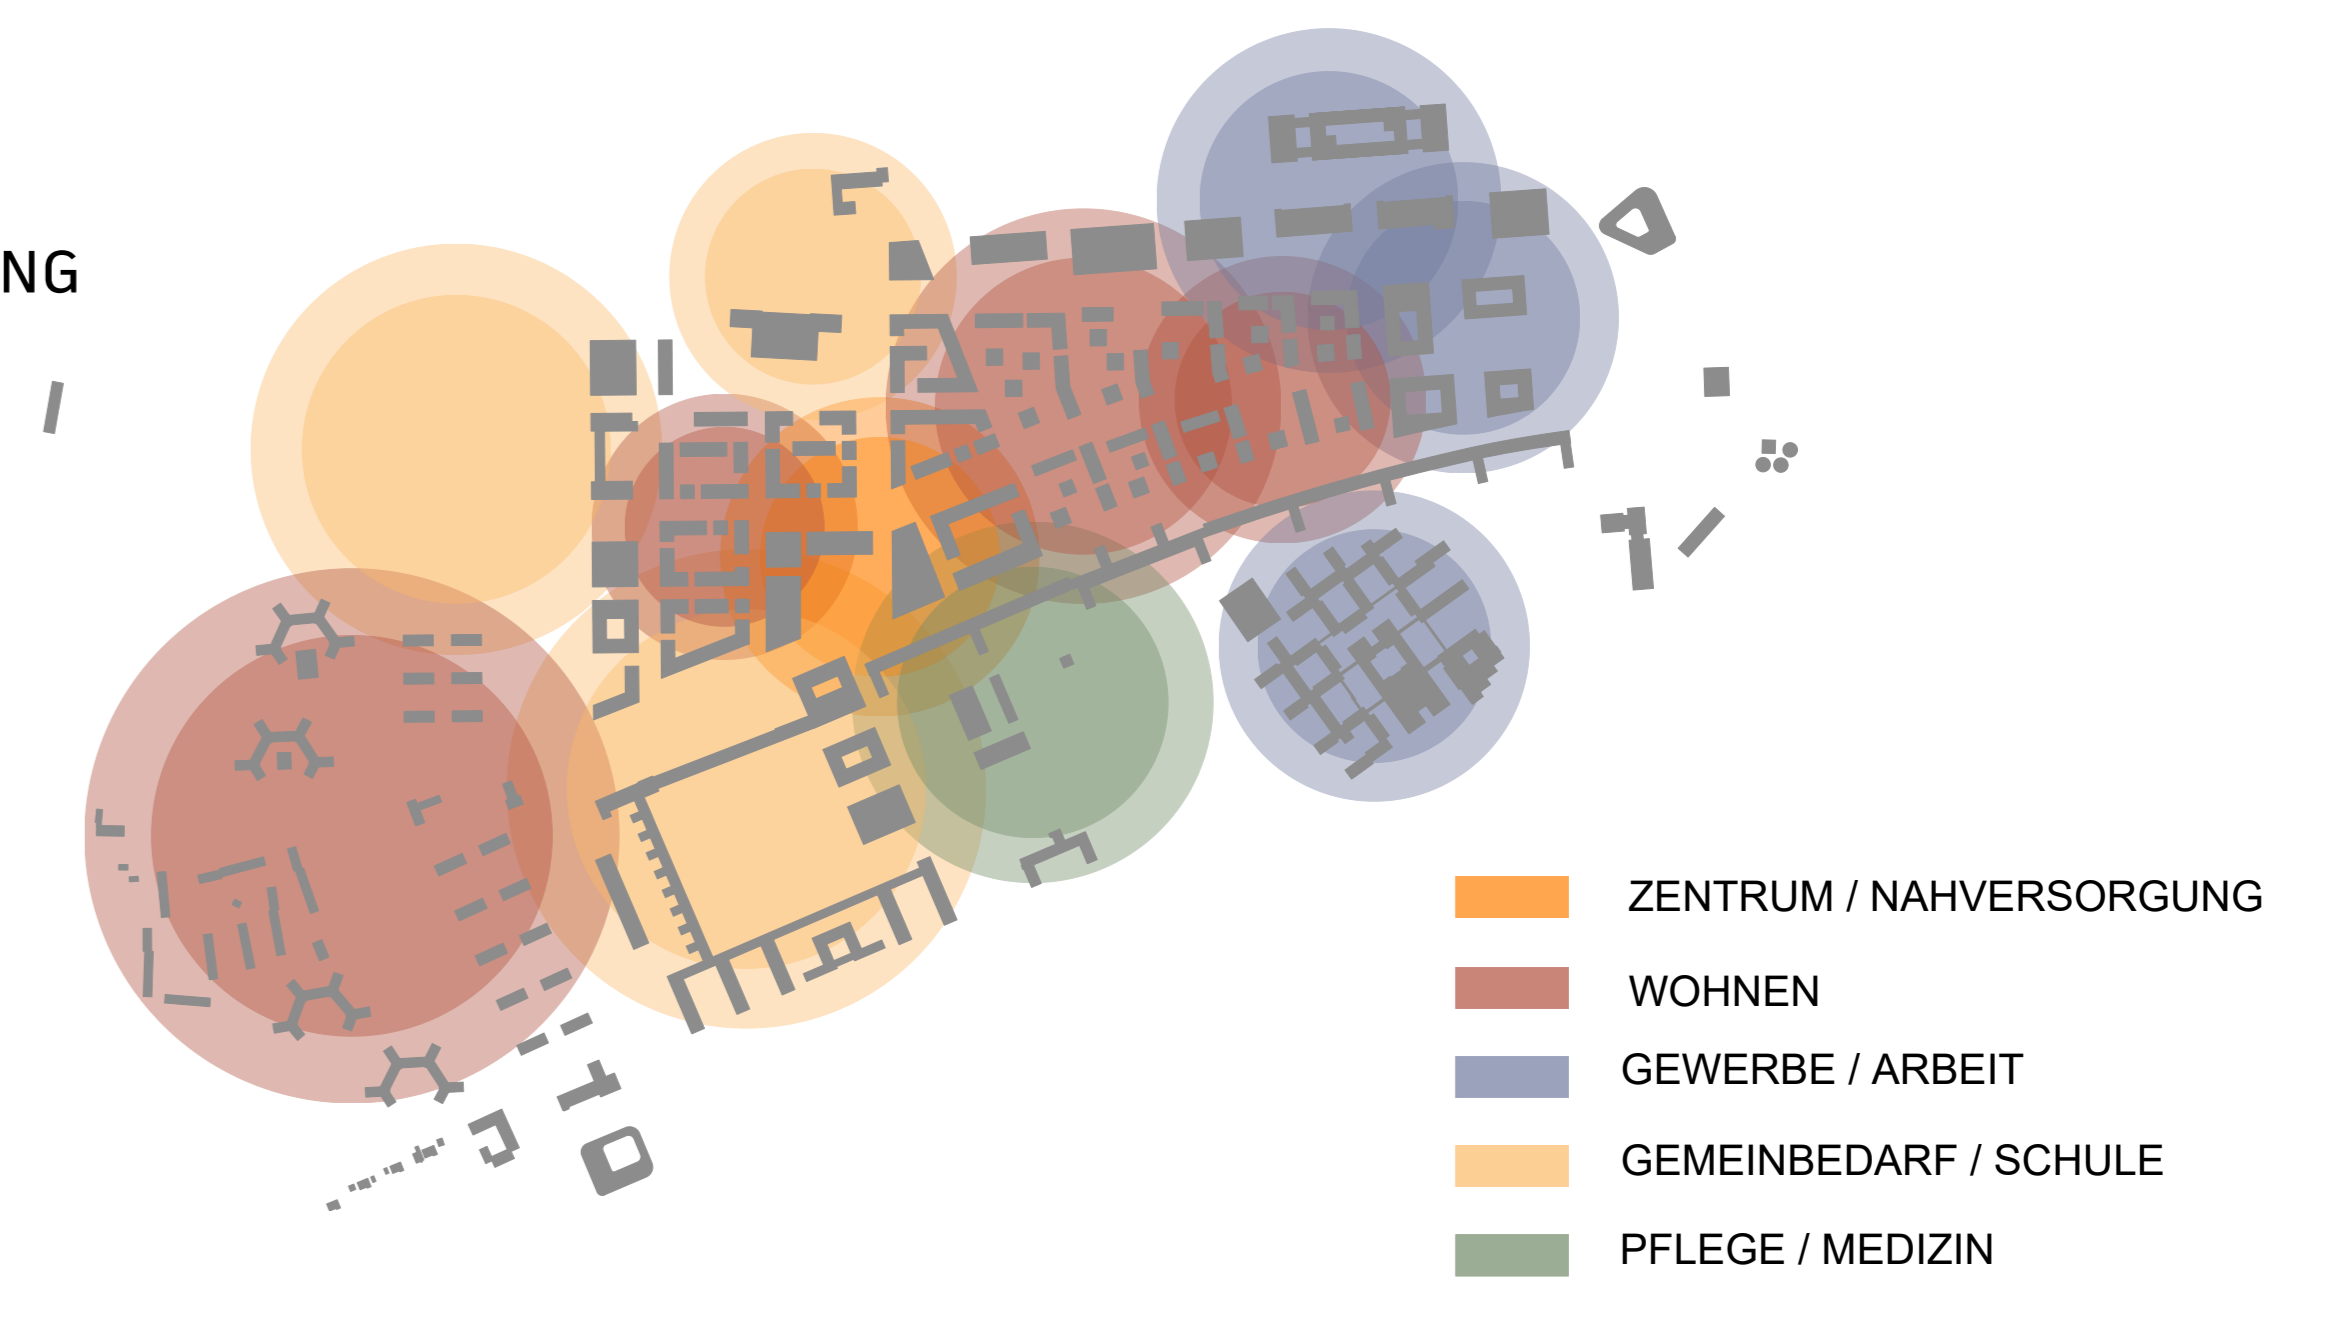 NG
ZENTRUM / NAHVERSORGUNG
WOHNEN
GEWERBE / ARBEIT
GEMEINBEDARF / SCHULE
PFLEGE / MEDIZIN